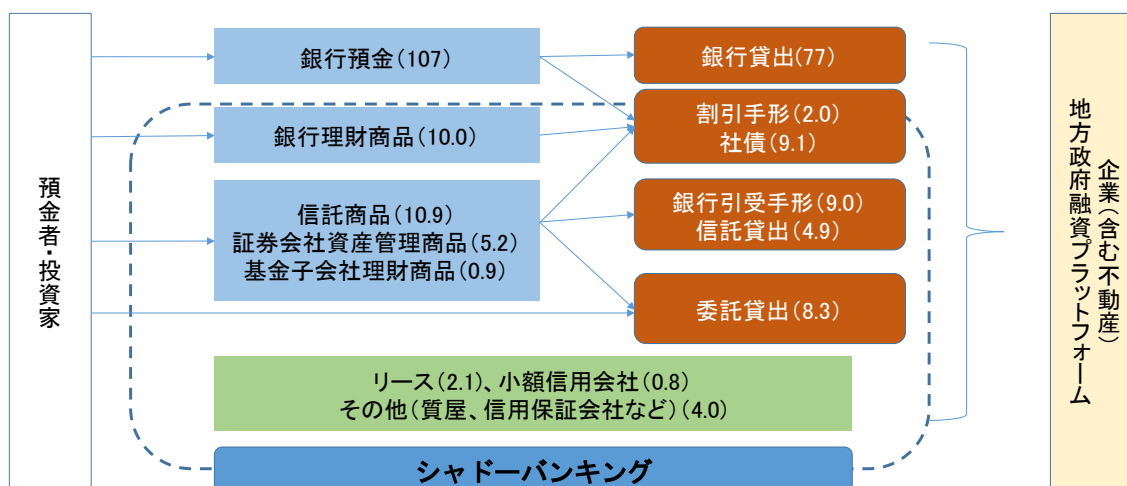 預金者・投資家
銀行預金（107）
銀行貸出(77)
銀行理財商品（10.0）
割引手形（2.0）
社債（9.1）
信託商品（10.9）
証券会社資産管理商品（5.2）
基金子会社理財商品（0.9）
銀行引受手形（9.0）
信託貸出（4.9）
委託貸出（8.3）
リース（2.1）、小額信用会社（0.8）
その他（質屋、信用保証会社など）（4.0）
シャドーバンキング
企業（含む不動産）
地方政府融資プラットフォーム